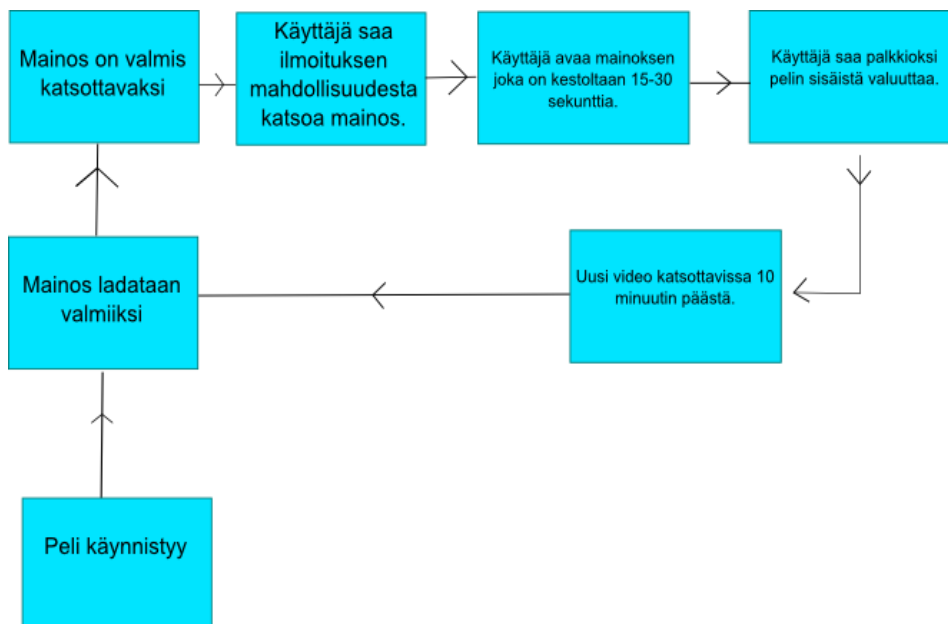 Mainos on valmis
katsottavaksi
Käyttäjä saa
ilmoituksen
mahdollisuudesta
katsoa mainos.
Käyttäjä avaa mainoksen
joka on kestoltaan 15-30
sekunttia.
Käyttäjä saa palkkioksi
pelin sisäistä valuuttaa.
Mainos ladataan
valmiiksi
Uusi video katsottavissa 10
minuutin päästä.
Peli käynnistyy